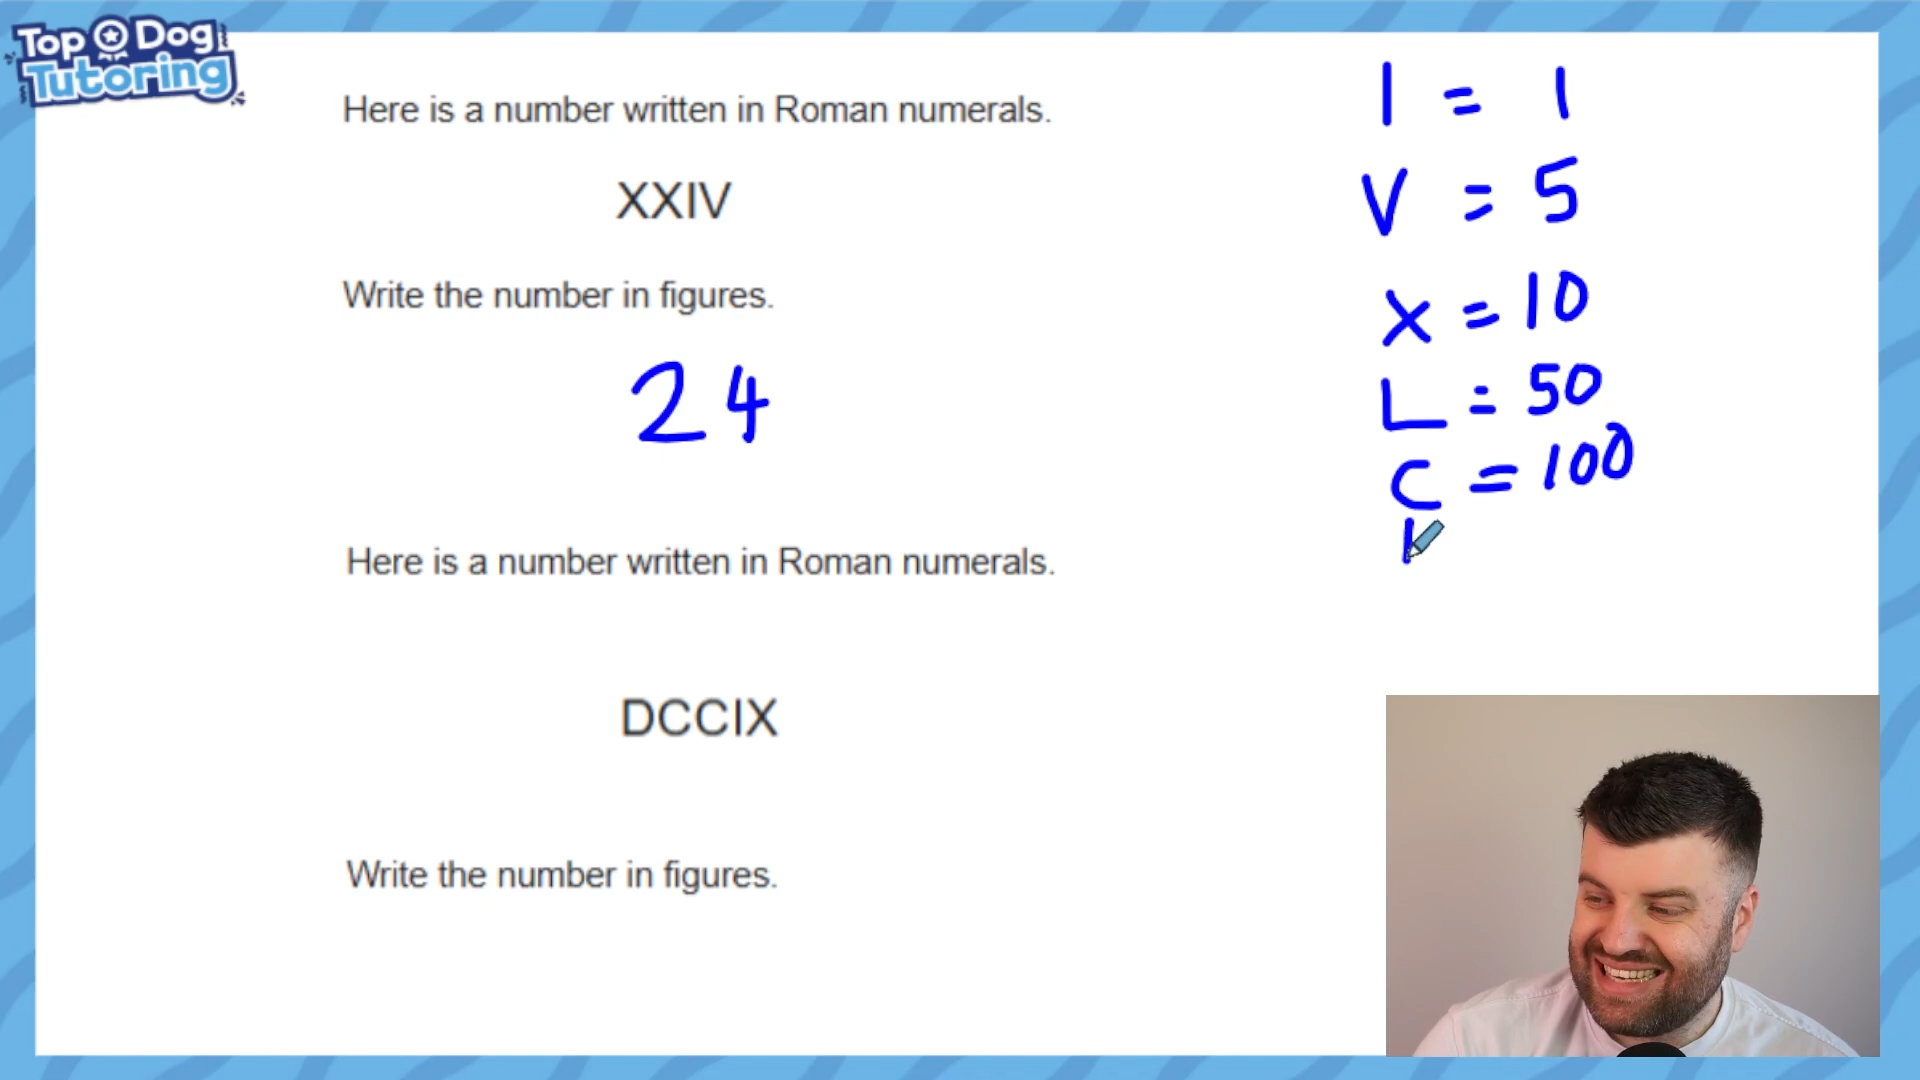 Top Dog
Tutoring
Here is a number written in Roman numerals.
XXIV
Write the number in figures.
24
Here is a number written in Roman numerals.
DCCIX
Write the number in figures.
I = 1
V = 5
X = 10
L = 50
C = 100